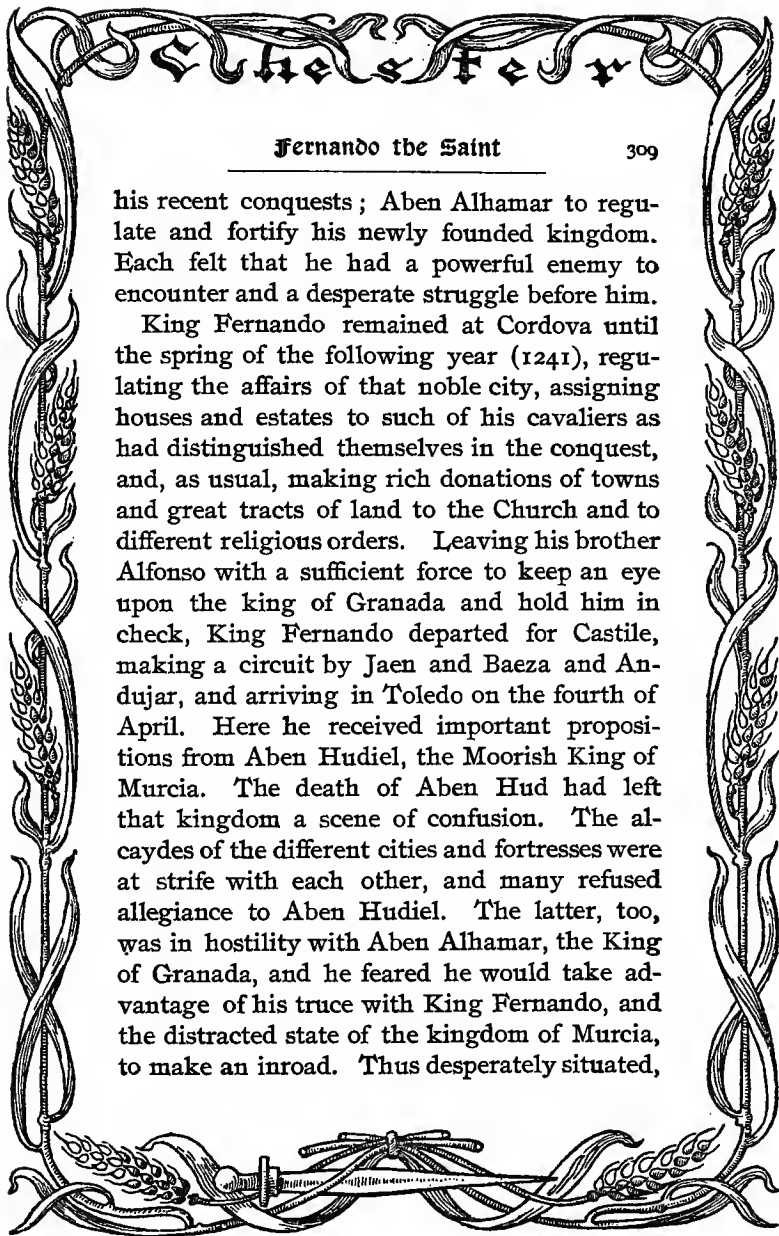 Chester
Fernando the Saint 309
his recent conquests ; Aben Alhamar to regu-
late and fortify his newly founded kingdom.
Each felt that he had a powerful enemy to
encounter and a desperate struggle before him.
King Fernando remained at Cordova until
the spring of the following year (1241), regu-
lating the affairs of that noble city, assigning
houses and estates to such of his cavaliers as
had distinguished themselves in the conquest,
and, as usual, making rich donations of towns
and great tracts of land to the Church and to
different religious orders. Leaving his brother
Alfonso with a sufficient force to keep an eye
upon the king of Granada and hold him in
check, King Fernando departed for Castile,
making a circuit by Jaen and Baeza and An-
dujar, and arriving in Toledo on the fourth of
April. Here he received important proposi-
tions from Aben Hudiel, the Moorish King of
Murcia. The death of Aben Hud had left
that kingdom a scene of confusion. The al-
caydes of the different cities and fortresses were
at strife with each other, and many refused
allegiance to Aben Hudiel. The latter, too,
was in hostility with Aben Alhamar, the King
of Granada, and he feared he would take ad-
vantage of his truce with King Fernando, and
the distracted state of the kingdom of Murcia,
to make an inroad. Thus desperately situated,